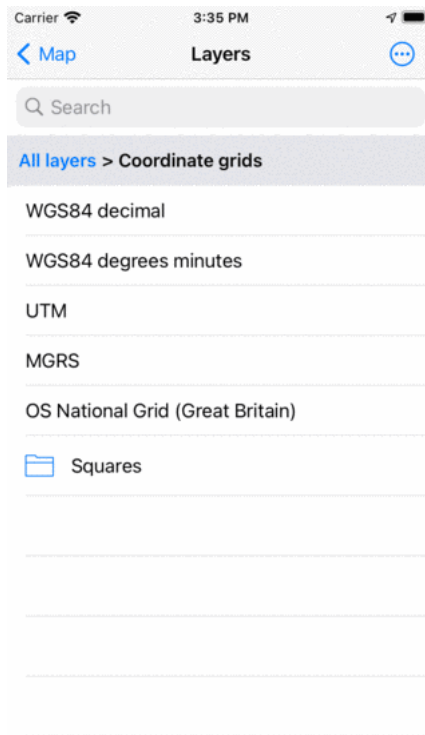 Carrier 3:35 PM
Map Layers
Search
All layers > Coordinate grids
WGS84 decimal
WGS84 degrees minutes
UTM
MGRS
OS National Grid (Great Britain)
Squares